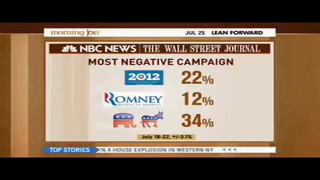 morning joe
JUL 25 LEAN FORWARD
NBC NEWS THE WALL STREET JOURNAL
MOST NEGATIVE CAMPAIGN
2012 22%
ROMNEY 12%
34%
July 18-22, +/-3.1%
TOP STORIES N A HOUSE EXPLOSION IN WESTERN NY